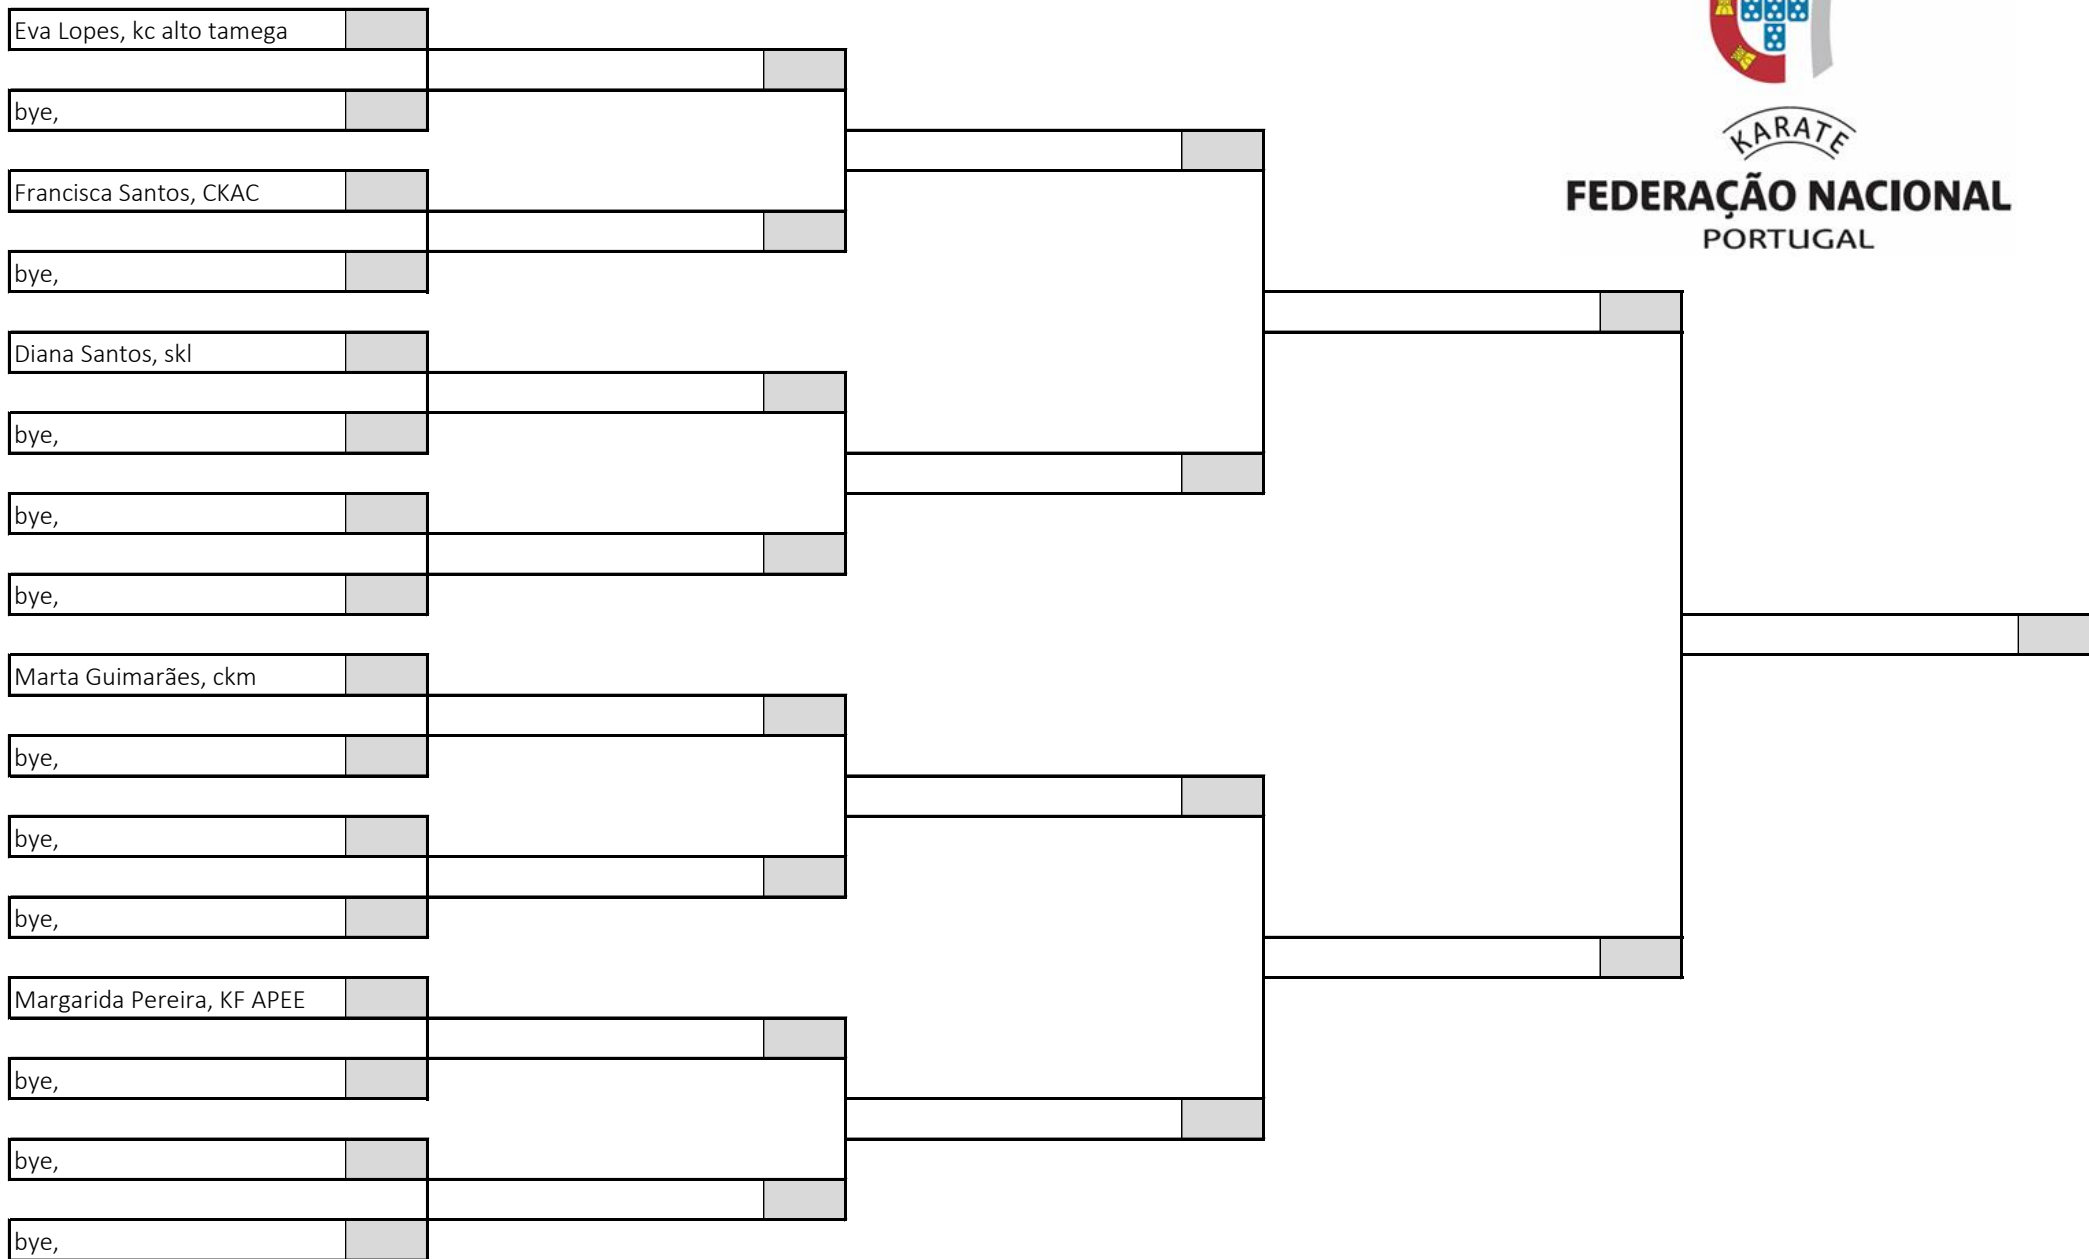 Eva Lopes, kc alto tamega
bye,
Francisca Santos, CKAC
bye,
Diana Santos, skl
bye,
bye,
bye,
Marta Guimarães, ckm
bye,
bye,
bye,
Margarida Pereira, KF APEE
bye,
bye,
bye,
KARATE
FEDERAÇÃO NACIONAL
PORTUGAL